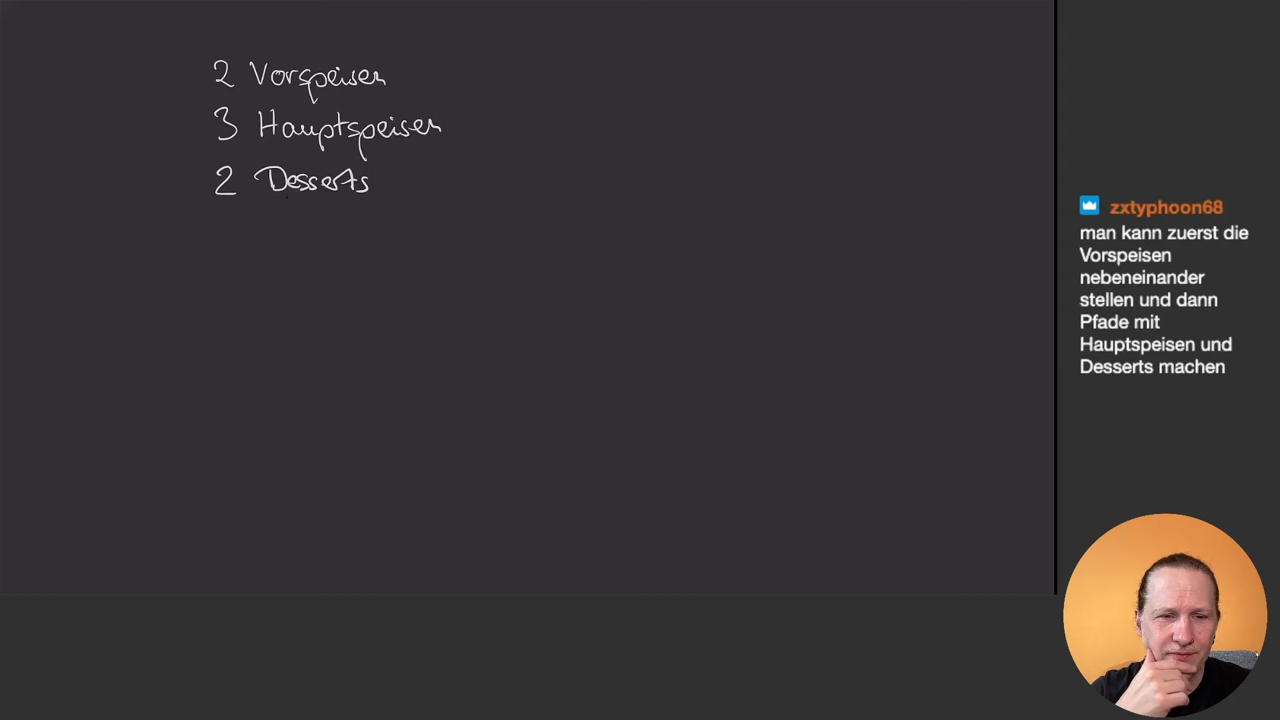 2 Vorspeisen
3 Hauptspeisen
2 Desserts
zxtyphoon68
man kann zuerst die
Vorspeisen
nebeneinander
stellen und dann
Pfade mit
Hauptspeisen und
Desserts machen